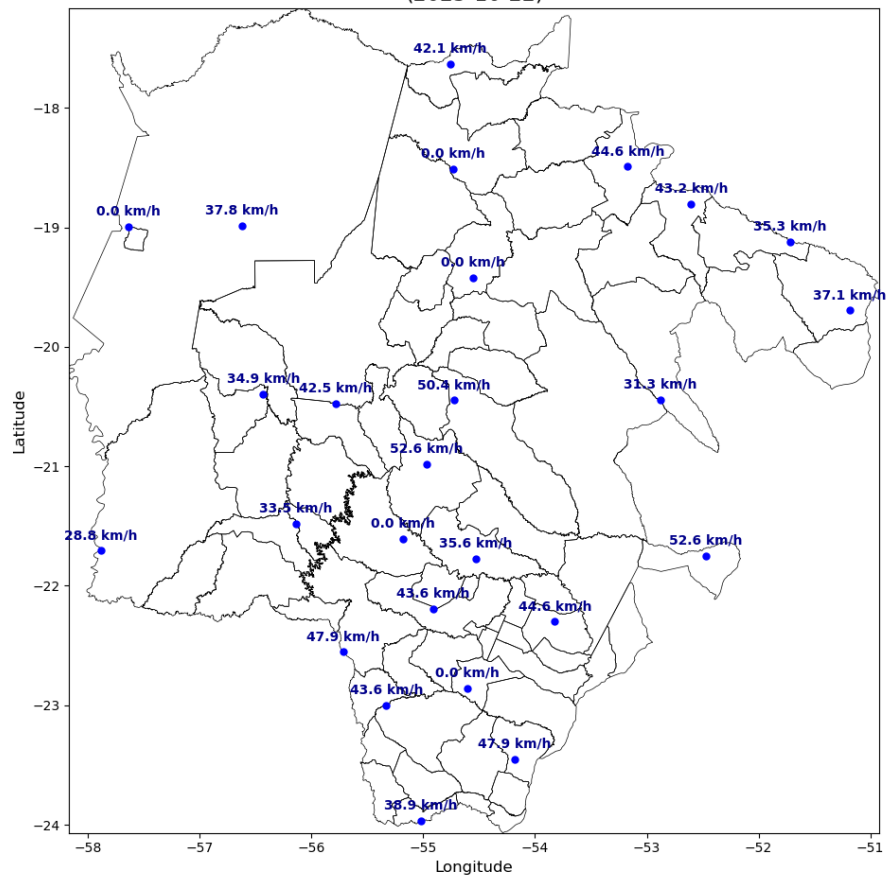 42.1 km/h
−18
0.0 km/h
44.6 km/h
43.2 km/h
0.0 km/h
37.8 km/h
35.3 km/h
−19
0.0 km/h
37.1 km/h
−20
34.9 km/h
42.5 km/h
50.4 km/h
31.3 km/h
52.6 km/h
−21
33.5 km/h
0.0 km/h
28.8 km/h
35.6 km/h
52.6 km/h
−22
43.6 km/h
44.6 km/h
47.9 km/h
0.0 km/h
43.6 km/h
−23
47.9 km/h
38.9 km/h
−24
Latitude
−58 −57 −56 −55 −54 −53 −52 −51
Longitude